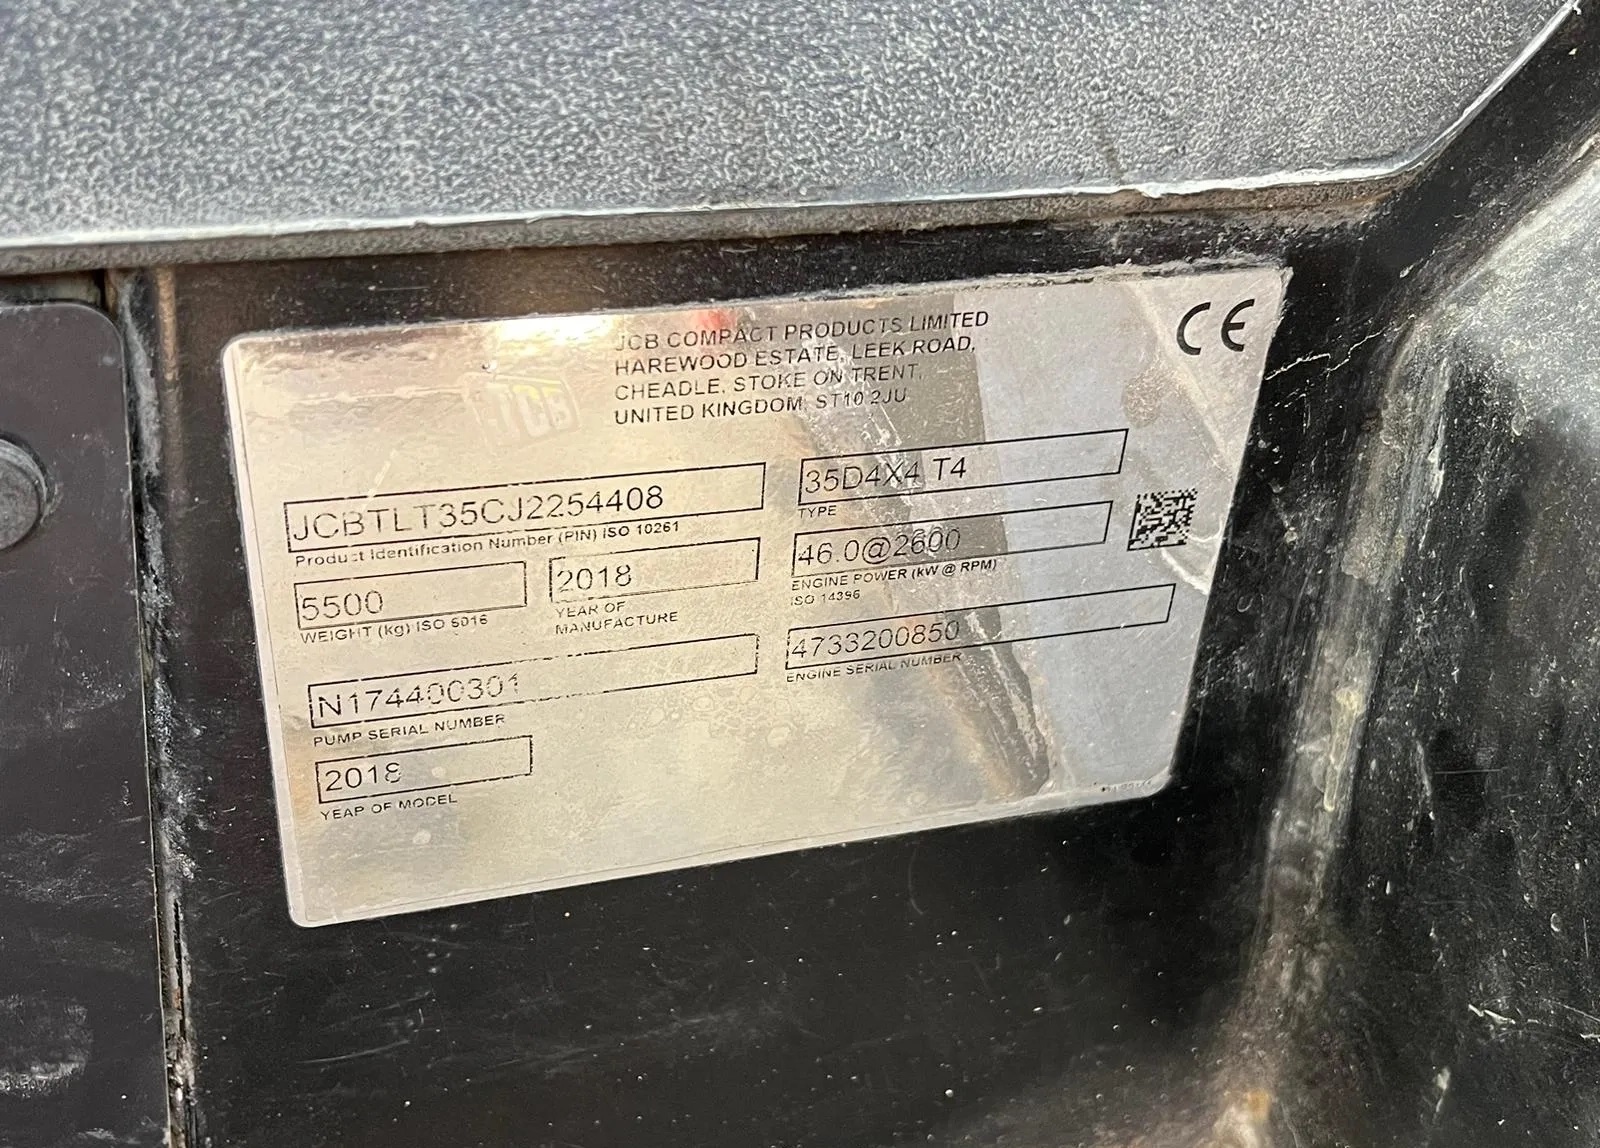 JCB
JCB COMPACT PRODUCTS LIMITED
HAREWOOD ESTATE, LEEK ROAD,
CHEADLE, STOKE ON TRENT,
UNITED KINGDOM, ST10 2JU
CE
JCBTLT35CJ2254408
Product Identification Number (PIN) ISO 10261
35D4X4 T4
TYPE
5500
WEIGHT (kg) ISO 6016
2018
YEAR OF
MANUFACTURE
46.0@2600
ENGINE POWER (kW @ RPM)
ISO 14396
N174400301
PUMP SERIAL NUMBER
4733200850
ENGINE SERIAL NUMBER
2018
YEAR OF MODEL